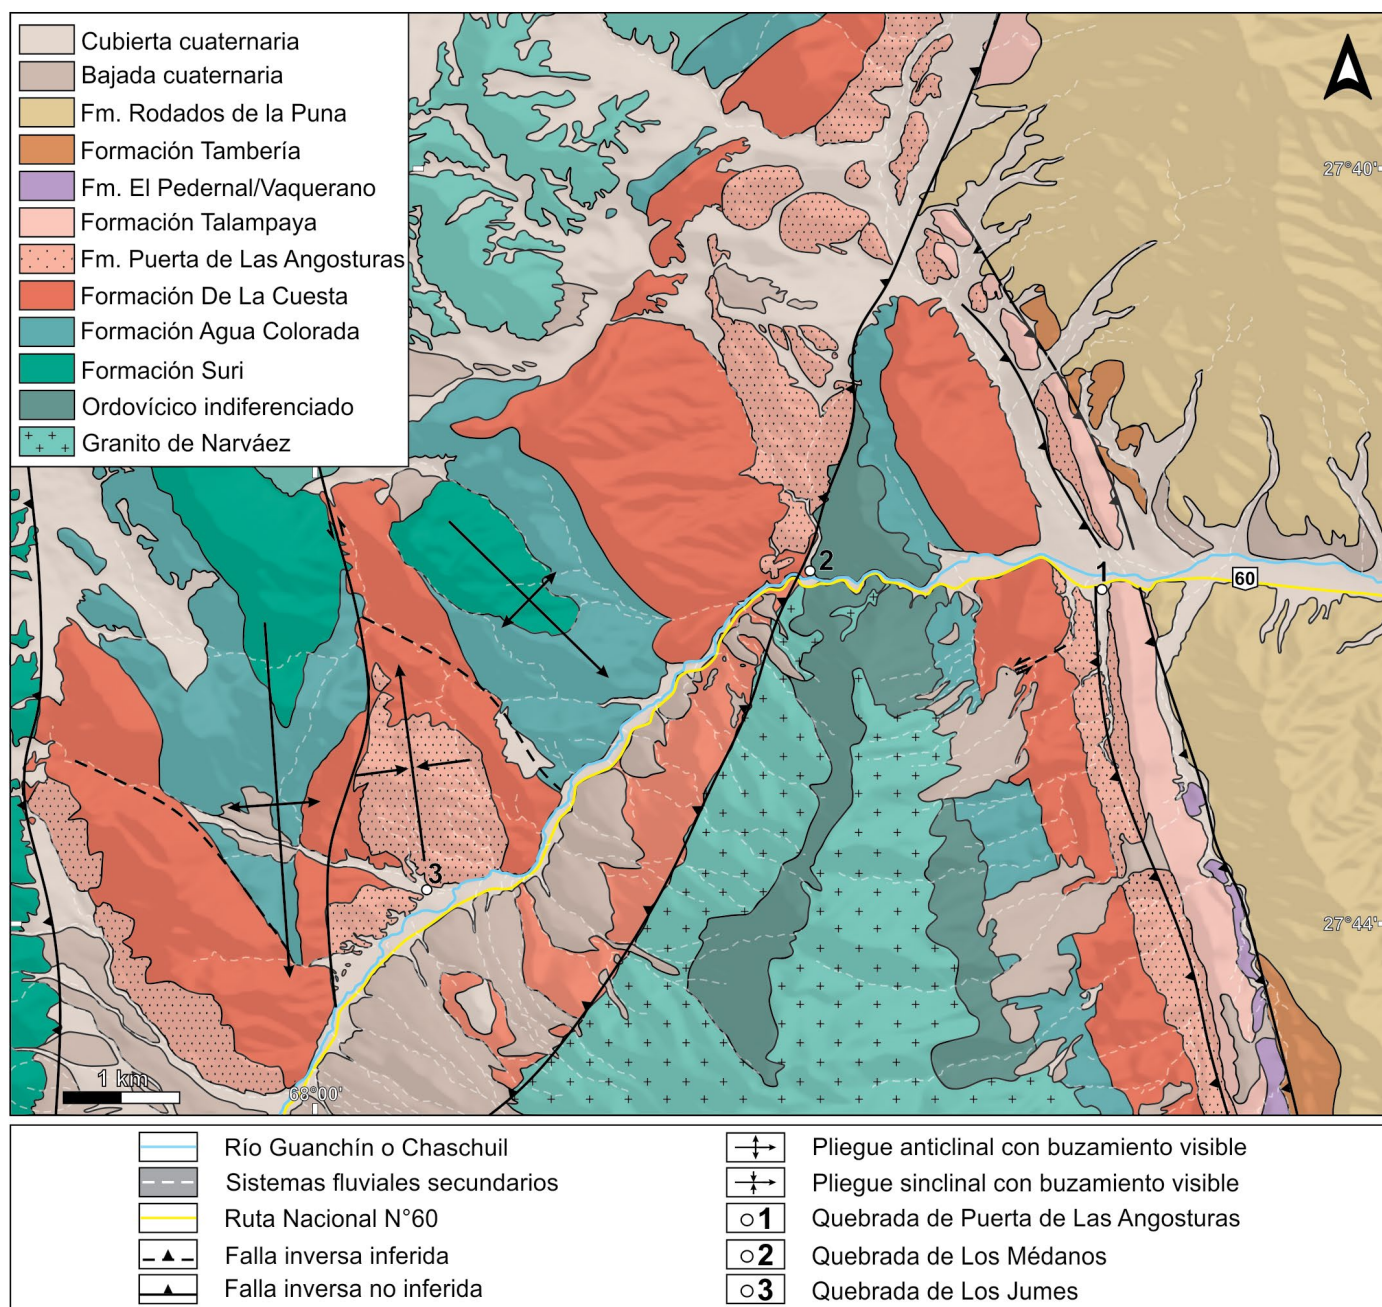 Cubierta cuaternaria
Bajada cuaternaria
Fm. Rodados de la Puna
Formación Tambería
Fm. El Pedernal/Vaquerano
Formación Talampaya
Fm. Puerta de Las Angosturas
Formación De La Cuesta
Formación Agua Colorada
Formación Suri
Ordovícico indiferenciado
Granito de Narváez
27°40'
2
1
60
3
27°44'
1 km
68°00'
Río Guanchín o Chaschuil
Sistemas fluviales secundarios
Ruta Nacional N°60
Falla inversa inferida
Falla inversa no inferida
Pliegue anticlinal con buzamiento visible
Pliegue sinclinal con buzamiento visible
1 Quebrada de Puerta de Las Angosturas
2 Quebrada de Los Médanos
3 Quebrada de Los Jumes